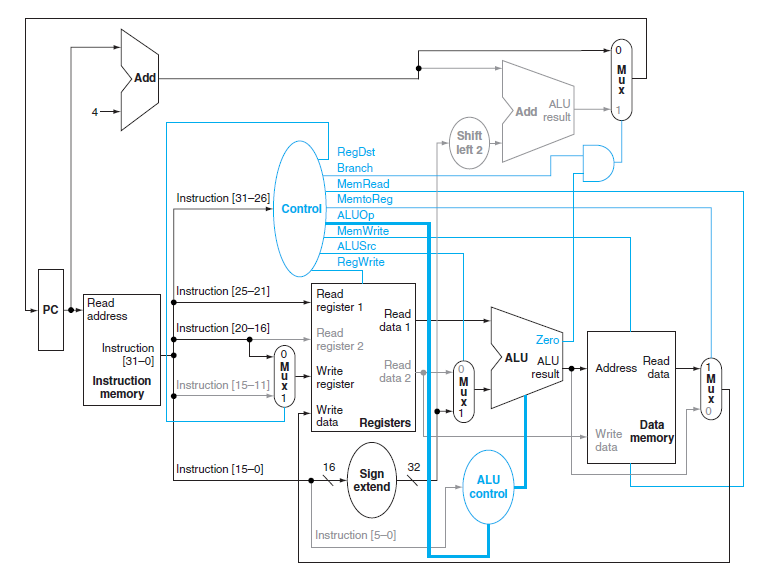 0
M
u
x
1
Add
4
Add
ALU
result
Shift
left 2
RegDst
Branch
MemRead
MemtoReg
ALUOp
MemWrite
ALUSrc
RegWrite
Instruction [31–26]
Control
PC
Read
address
Instruction
[31–0]
Instruction
memory
Instruction [25–21]
Instruction [20–16]
Instruction [15–11]
0
M
u
x
1
Read
register 1
Read
register 2
Write
register
Write
data
Read
data 1
Read
data 2
Registers
0
M
u
x
1
Zero
ALU
ALU
result
Address
Read
data
Write
data
Data
memory
1
M
u
x
0
Instruction [15–0]
16
Sign
extend
32
ALU
control
Instruction [5–0]